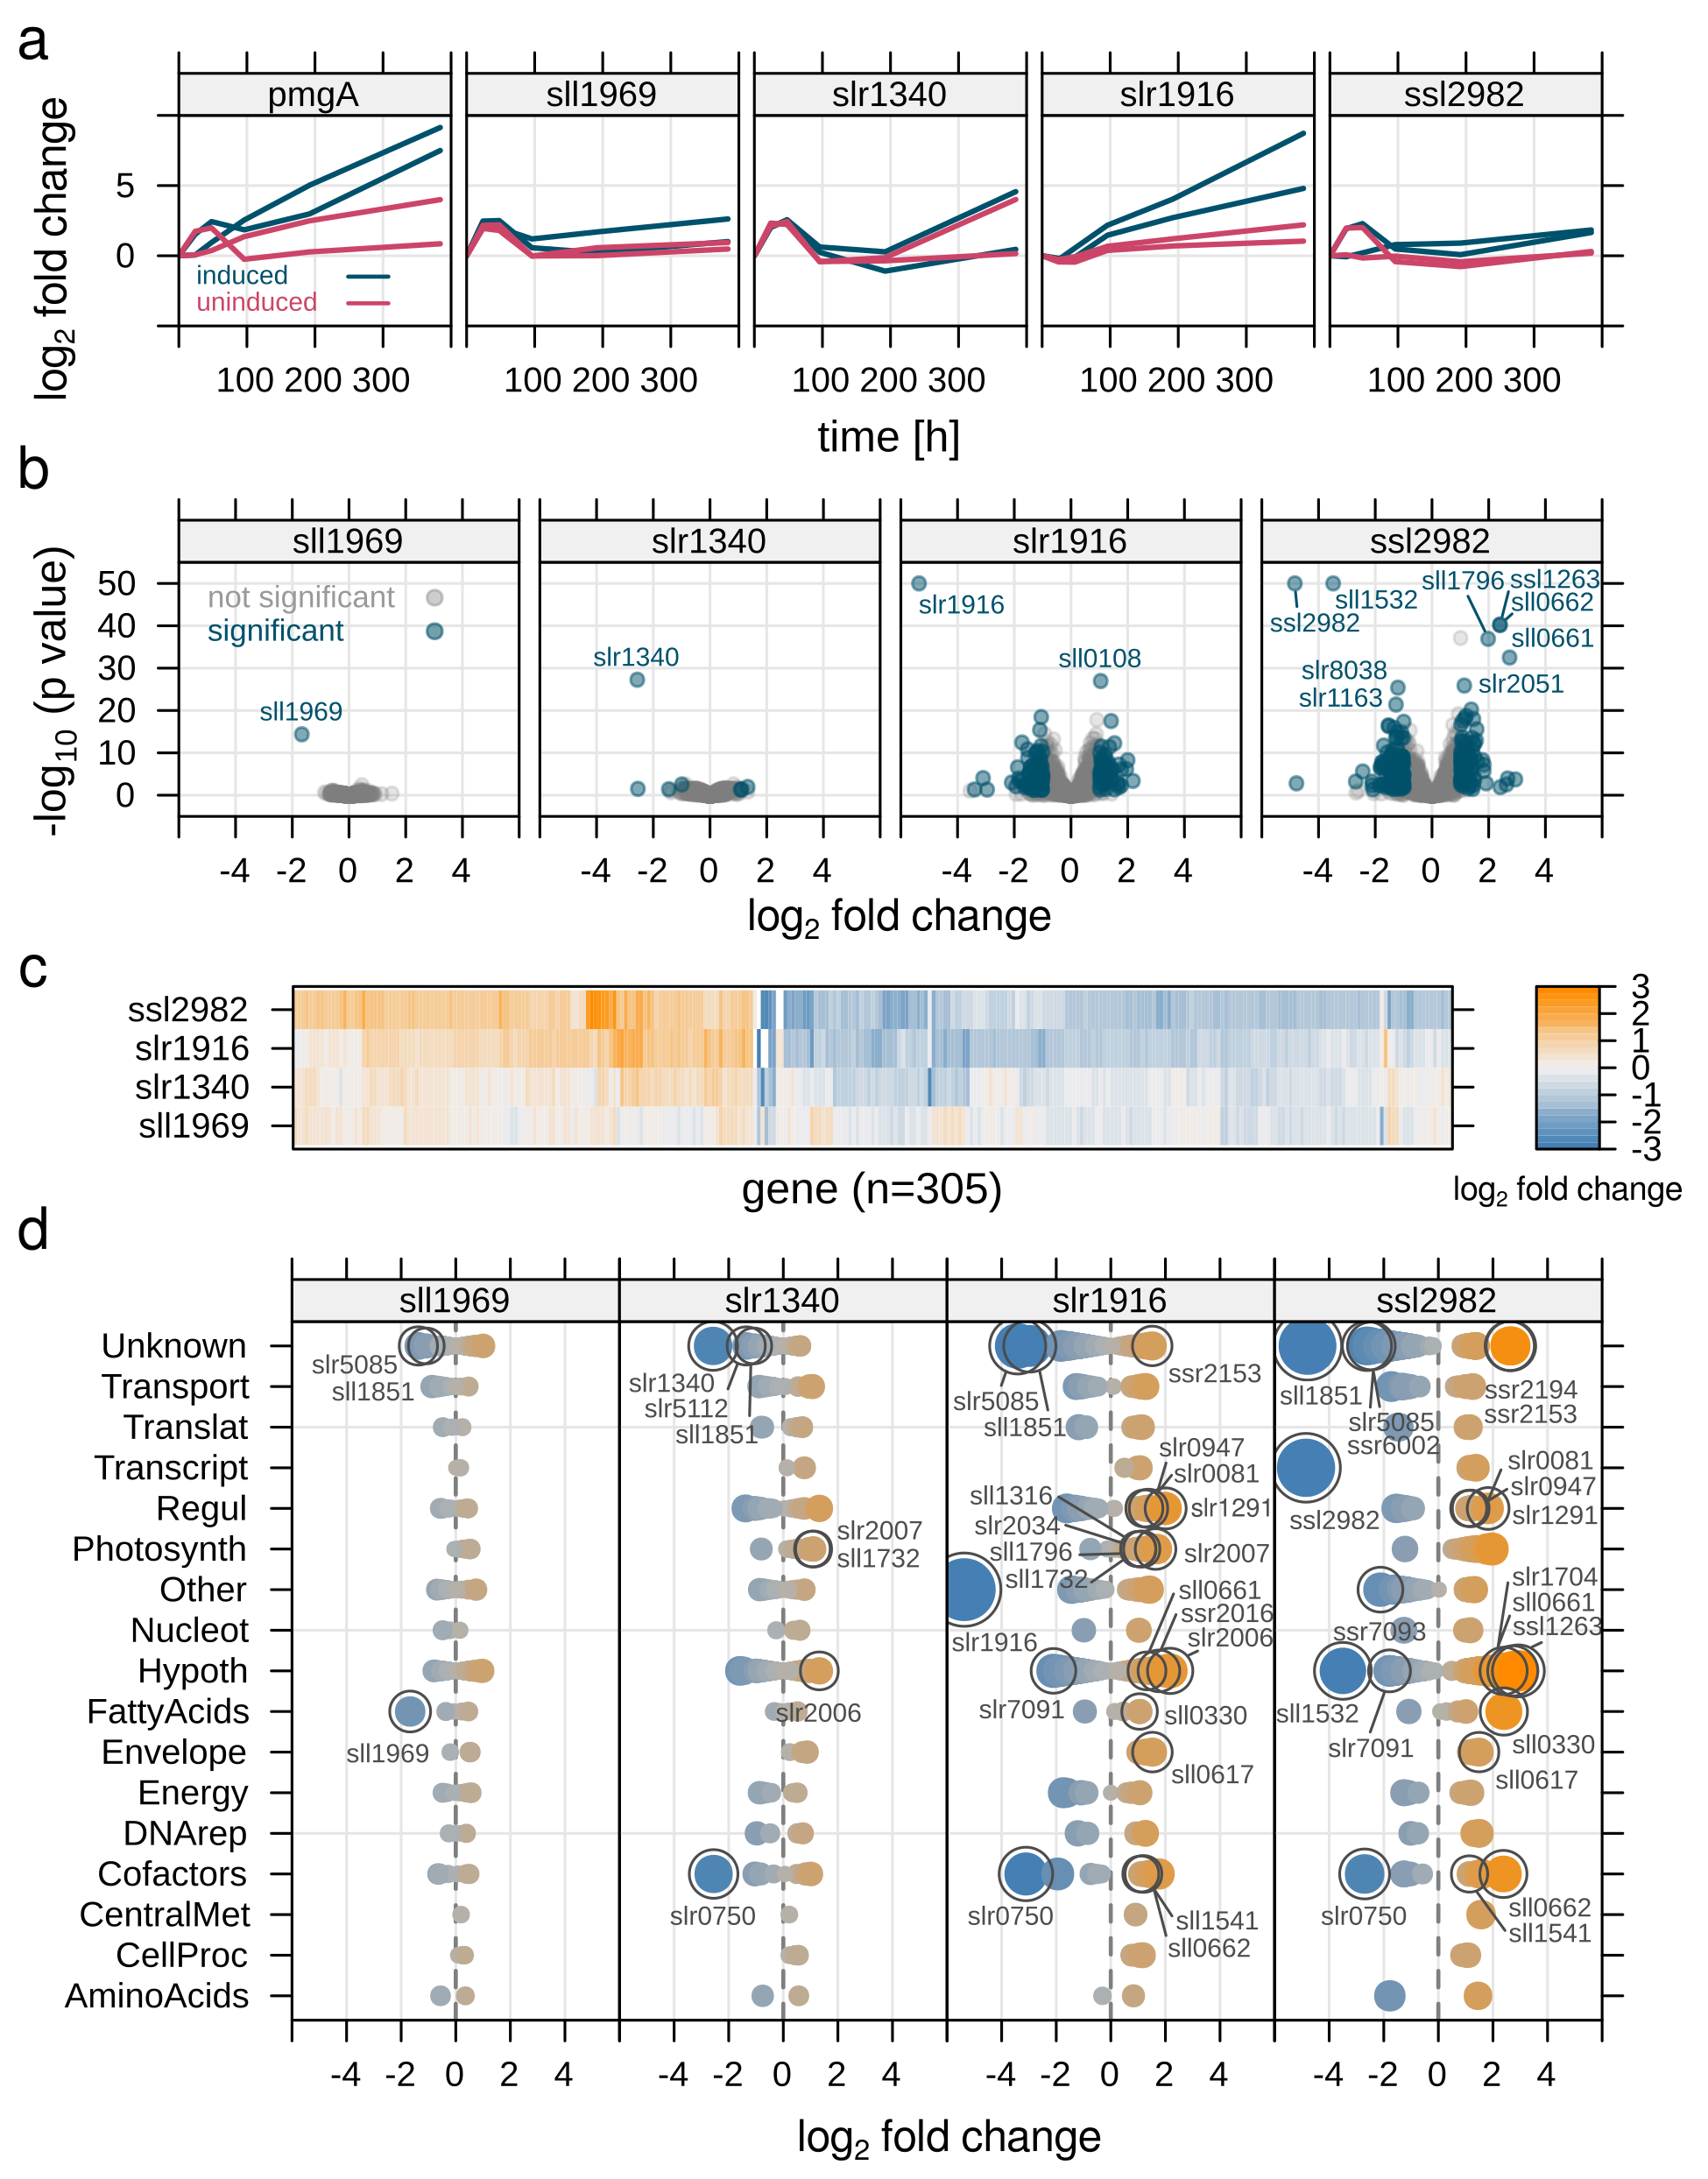 a
pmgA sll1969 slr1340 slr1916 ssl2982
log2 fold change
5
0
induced
uninduced
100 200 300 100 200 300 100 200 300 100 200 300 100 200 300
time [h]
b
sll1969 slr1340 slr1916 ssl2982
-log10 (p value)
50
40
30
20
10
0
not significant
significant
sll1969
slr1340
slr1916
sll0108
ssl2982
sll1532
sll1796
ssl1263
sll0662
sll0661
slr8038
slr1163
slr2051
-4 -2 0 2 4 -4 -2 0 2 4 -4 -2 0 2 4 -4 -2 0 2 4
log2 fold change
c
ssl2982
slr1916
slr1340
sll1969
gene (n=305)
3
2
1
0
-1
-2
-3
log2 fold change
d
sll1969 slr1340 slr1916 ssl2982
Unknown
Transport
Translat
Transcript
Regul
Photosynth
Other
Nucleot
Hypoth
FattyAcids
Envelope
Energy
DNArep
Cofactors
CentralMet
CellProc
AminoAcids
slr5085
sll1851
sll1969
slr1340
slr5112
sll1851
slr2007
sll1732
slr2006
slr0750
slr5085
sll1851
ssr2153
slr0947
slr0081
sll1316
slr1291
slr2034
sll1796
slr2007
sll1732
sll0661
ssr2016
slr2006
slr1916
slr7091
sll0330
sll0617
slr0750
sll1541
sll0662
sll1851
slr5085
ssr6002
ssr2194
ssr2153
slr0081
slr0947
slr1291
ssl2982
slr1704
sll0661
ssl1263
ssr7093
sll1532
slr7091
sll0330
sll0617
slr0750
sll0662
sll1541
-4 -2 0 2 4 -4 -2 0 2 4 -4 -2 0 2 4 -4 -2 0 2 4
log2 fold change